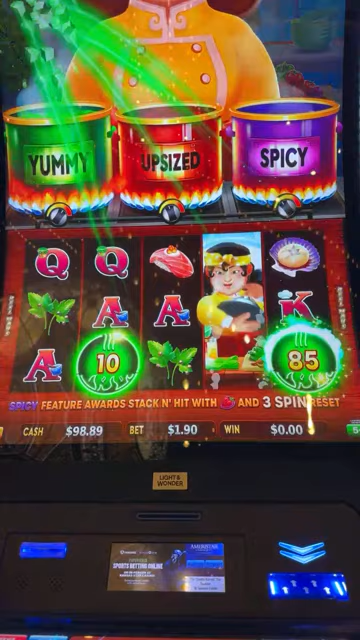 YUMMY
UPSIZED
SPICY
Q Q
A A K
A 10 85
SPICY FEATURE AWARDS STACK N' HIT WITH AND 3 SPIN RESET
CASH $98.89 BET $1.90 WIN $0.00
LIGHT & WONDER
SPORTS BETTING ONLINE
AMERISTAR